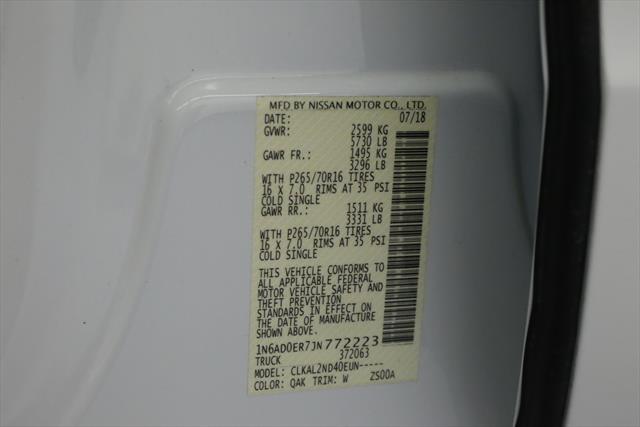 MFD BY NISSAN MOTOR CO., LTD.
DATE: 07/18
GVWR: 2599 KG
5730 LB
GAWR FR.: 1495 KG
3296 LB
WITH P265/70R16 TIRES
16 X 7.0 RIMS AT 35 PSI
COLD SINGLE
GAWR RR.: 1511 KG
3331 LB
WITH P265/70R16 TIRES
16 X 7.0 RIMS AT 35 PSI
COLD SINGLE
THIS VEHICLE CONFORMS TO
ALL APPLICABLE FEDERAL
MOTOR VEHICLE SAFETY AND
THEFT PREVENTION
STANDARDS IN EFFECT ON
THE DATE OF MANUFACTURE
SHOWN ABOVE.
1N6AD0ER7JN772223
TRUCK 372063
MODEL: CLKAL2ND40EUN-----
COLOR: QAK TRIM: W ZS00A